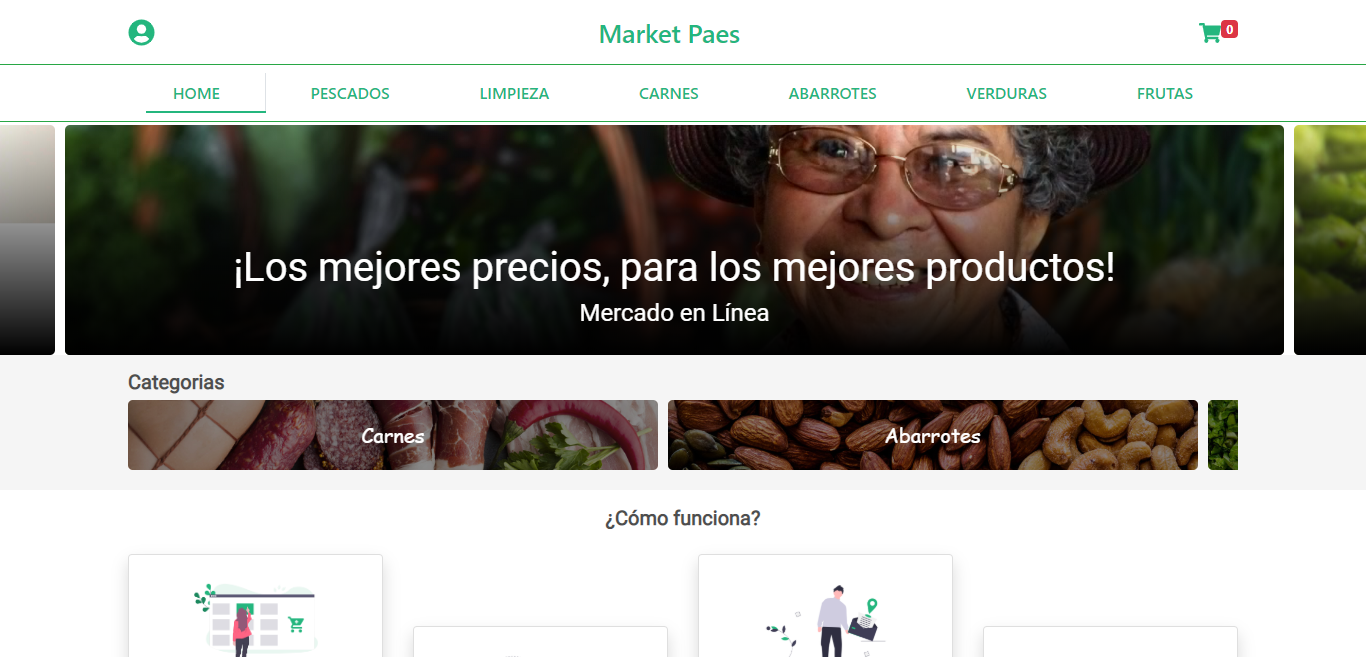 Market Paes
0
HOME PESCADOS LIMPIEZA CARNES ABARROTES VERDURAS FRUTAS
¡Los mejores precios, para los mejores productos!
Mercado en Línea
Categorias
Carnes Abarrotes
¿Cómo funciona?